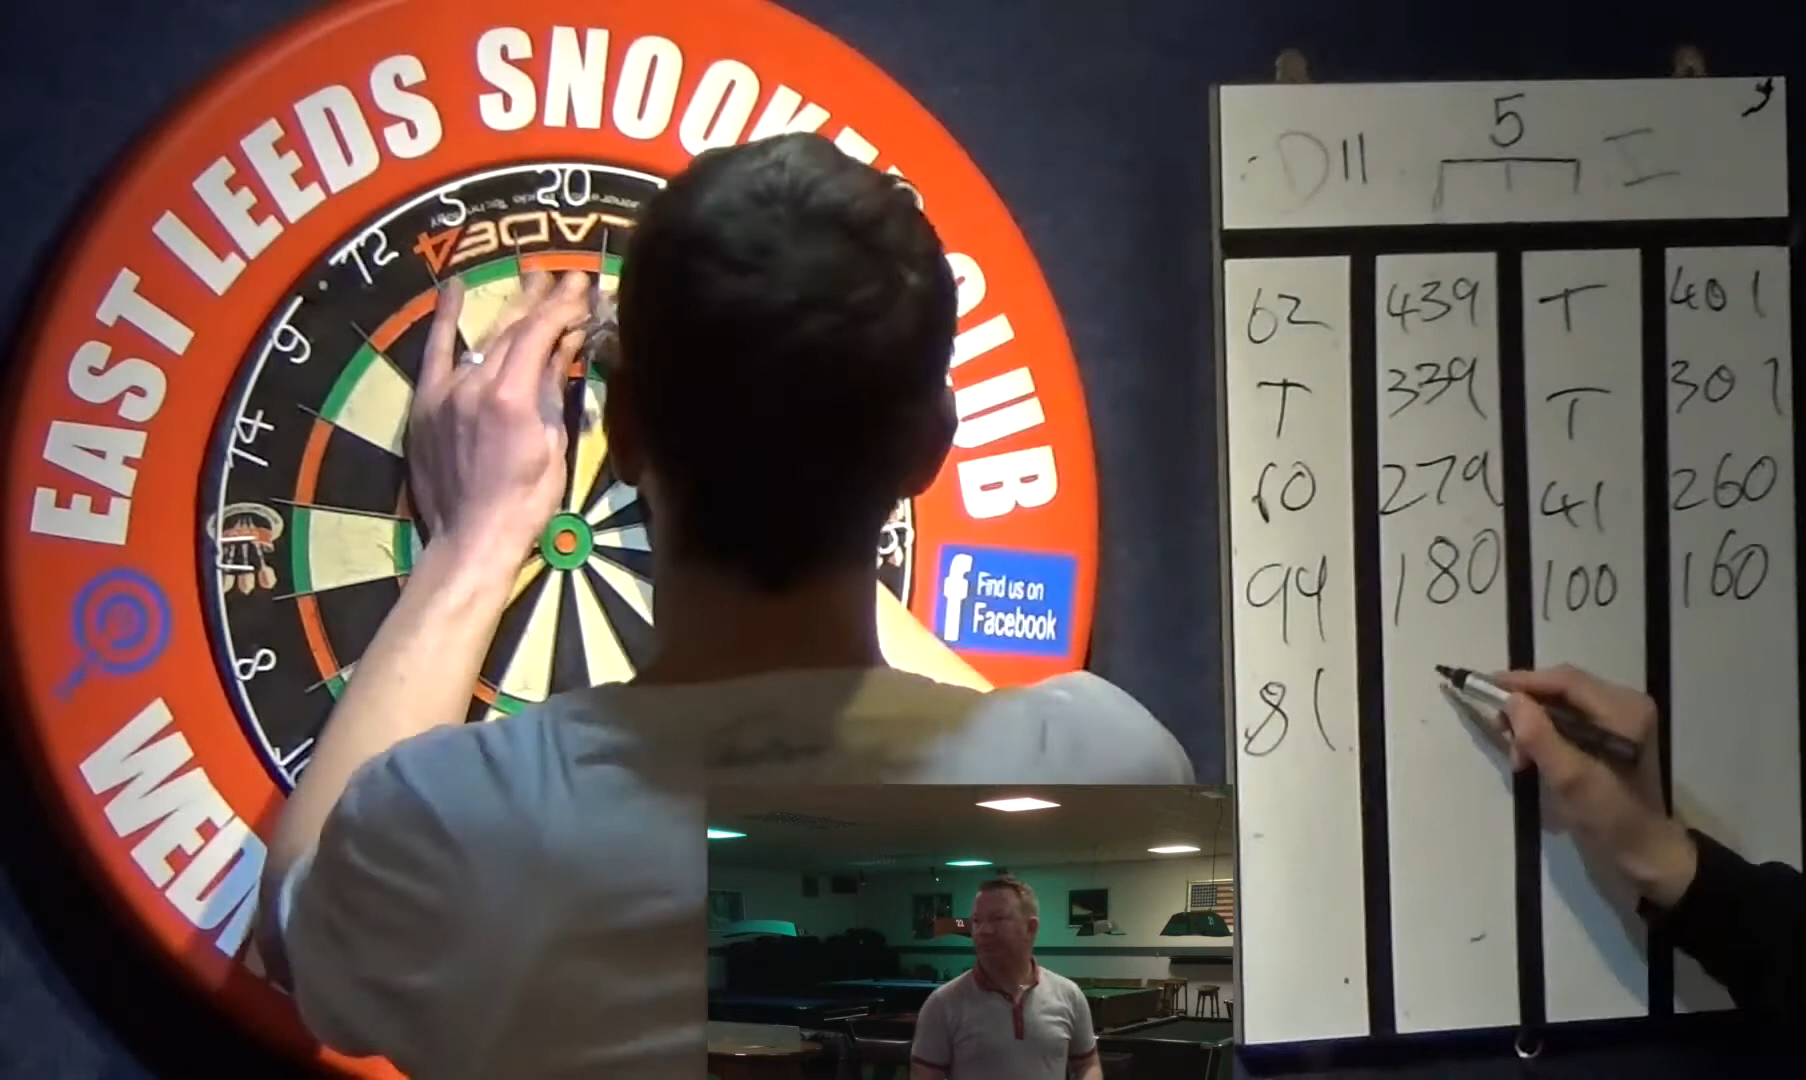 EAST LEEDS SNOOKER CLUB
20
5
12
9
14
11
8
Find us on
Facebook
5
D11 I
62 439 T 401
T 339 T 301
60 279 41 260
94 180 100 160
81